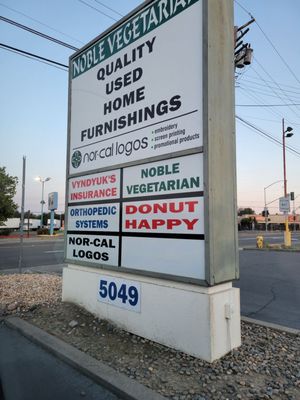 NOBLE VEGETARIAN
QUALITY
USED
HOME
FURNISHINGS
nor-cal logos
• embroidery
• screen printing
• promotional products
VYNDYUK'S
INSURANCE
NOBLE
VEGETARIAN
ORTHOPEDIC
SYSTEMS
DONUT
HAPPY
NOR-CAL
LOGOS
5049